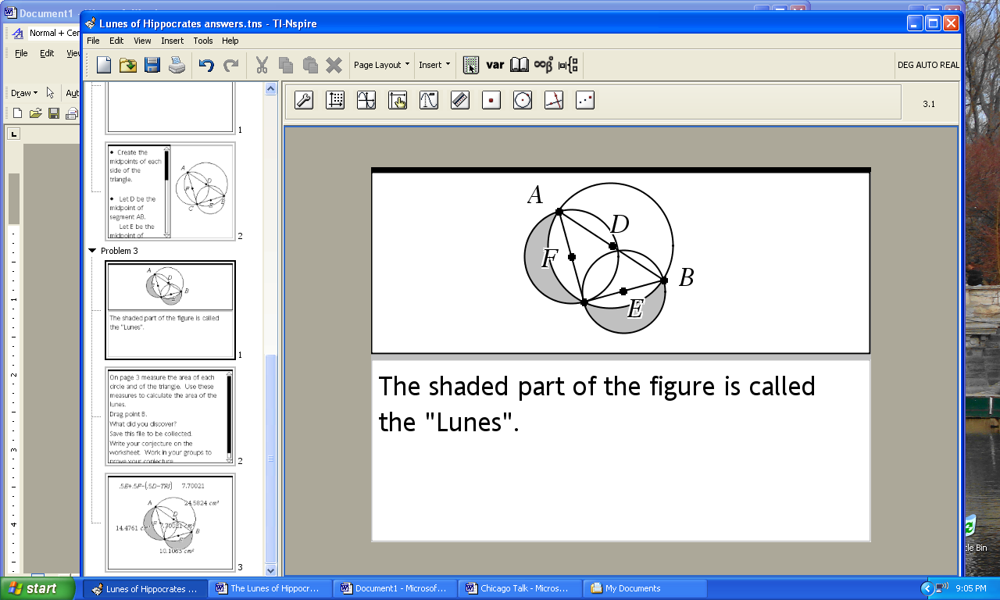 Document1
Lunes of Hippocrates answers.tns - TI-Nspire
Normal + Cer
File Edit View Insert Tools Help
File Edit Viev
Page Layout Insert var DEG AUTO REAL
Draw Aut
3.1
1
Create the
midpoints of each
side of the
triangle.
Let D be the
midpoint of
segment AB.
Let E be the
midpoint of
A
D
F
E
B
C
2
Problem 3
A
D
B
The shaded part of the figure is called
the "Lunes".
1
On page 3 measure the area of each
circle and of the triangle. Use these
measures to calculate the area of the
lunes.
Drag point B.
What did you discover?
Save this file to be collected.
Write your conjecture on the
worksheet. Work in your groups to
prove your conjecture.
2
.5E+.5F-(.5D-TRI) 7.70021
A
24.5824 cm²
D
14.4761 c
7.70021 cm²
B
10.1063 cm²
3
A
D
F
B
E
The shaded part of the figure is called
the "Lunes".
1
2
3
4
cle Bin
start Lunes of Hippocrates ... The Lunes of Hippocr... Document1 - Microsof... Chicago Talk - Micros... My Documents 9:05 PM